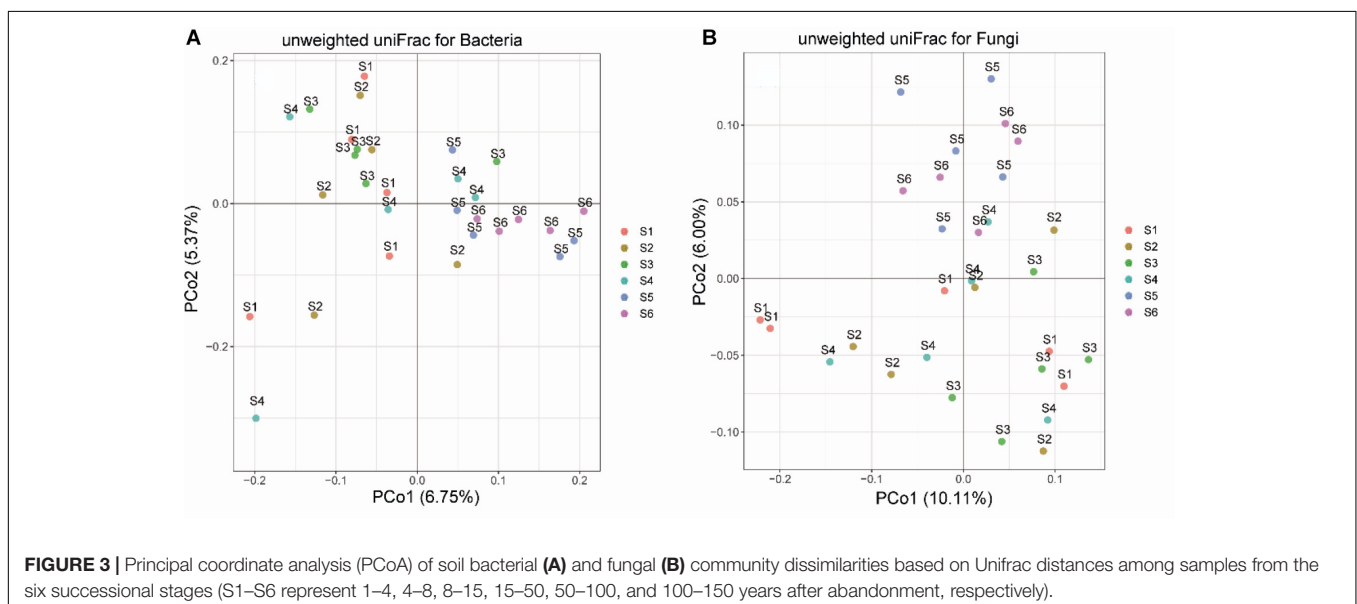 A
unweighted uniFrac for Bacteria
0.2
0.0
−0.2
PCo2 (5.37%)
S1
S2
S3
S4
S1
S3
S3
S2
S3
S2
S1
S4
S1
S2
S1
S2
S4
S5
S3
S4
S4
S5
S6
S5
S6
S6
S6
S6
S5
S5
−0.2
−0.1
0.0
0.1
0.2
PCo1 (6.75%)
S1
S2
S3
S4
S5
S6
B
unweighted uniFrac for Fungi
0.10
0.05
0.00
−0.05
−0.10
PCo2 (6.00%)
S5
S5
S6
S6
S5
S6
S5
S6
S4
S5
S6
S2
S3
S4
S2
S1
S1
S1
S4
S2
S2
S4
S1
S3
S3
S1
S3
S4
S3
S2
−0.2
−0.1
0.0
0.1
PCo1 (10.11%)
S1
S2
S3
S4
S5
S6
FIGURE 3 | Principal coordinate analysis (PCoA) of soil bacterial (A) and fungal (B) community dissimilarities based on Unifrac distances among samples from the
six successional stages (S1–S6 represent 1–4, 4–8, 8–15, 15–50, 50–100, and 100–150 years after abandonment, respectively).